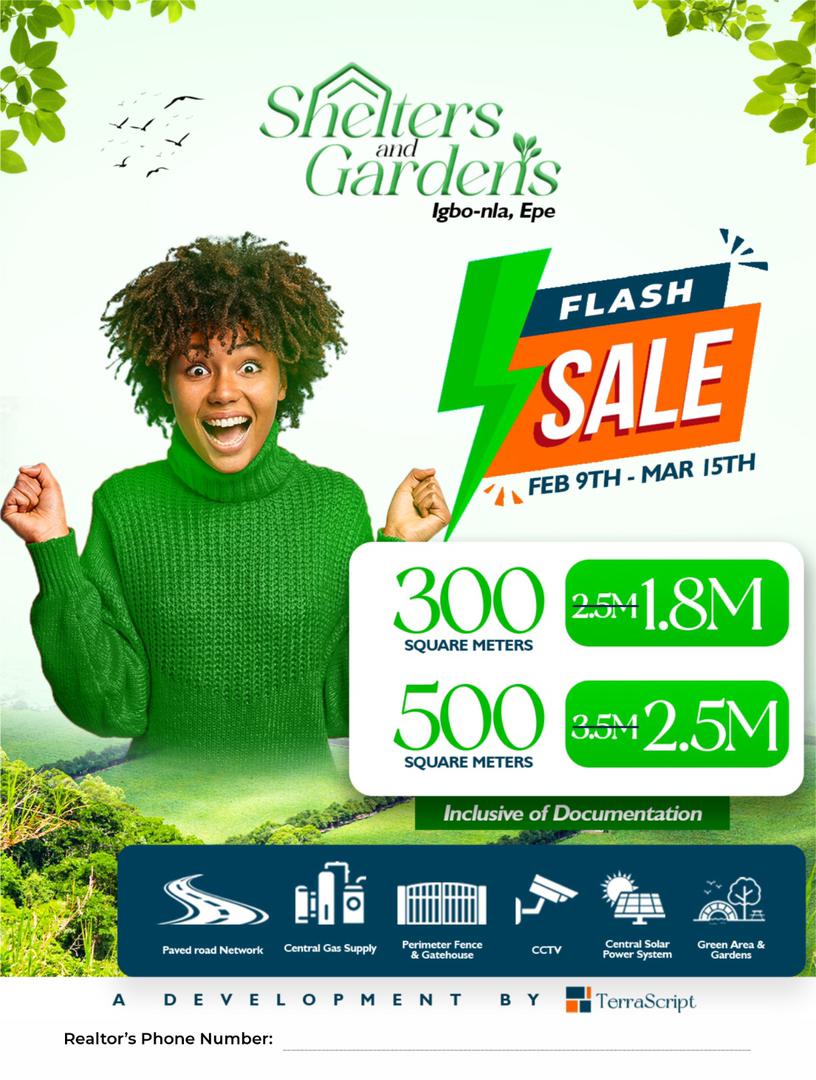 Shelters
and
Gardens
Igbo-nla, Epe
FLASH
SALE
FEB 9TH - MAR 15TH
300
SQUARE METERS
2.5M 1.8M
500
SQUARE METERS
3.5M 2.5M
Inclusive of Documentation
Paved road Network
Central Gas Supply
Perimeter Fence
& Gatehouse
CCTV
Central Solar
Power System
Green Area &
Gardens
A DEVELOPMENT BY TerraScript
Realtor's Phone Number: